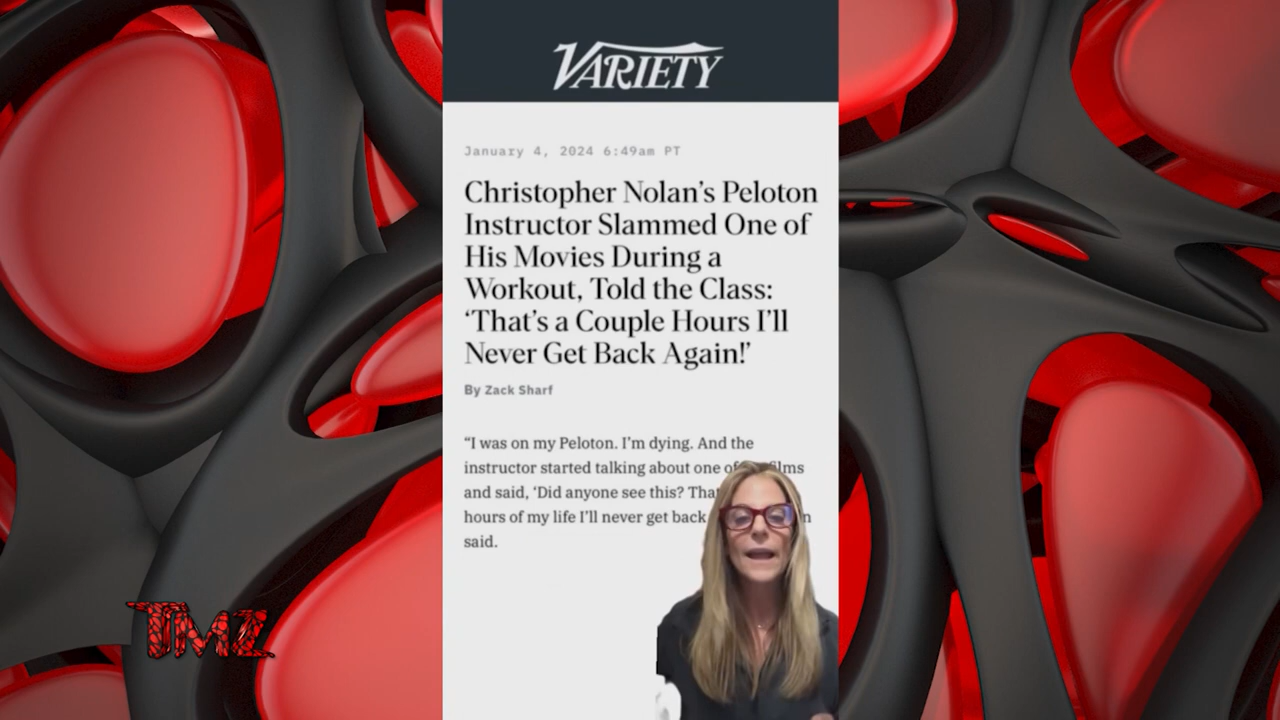 VARIETY
January 4, 2024 6:49am PT
Christopher Nolan's Peloton
Instructor Slammed One of
His Movies During a
Workout, Told the Class:
‘That's a Couple Hours I'll
Never Get Back Again!’
By Zack Sharf
“I was on my Peloton. I'm dying. And the
instructor started talking about one of
and said, ‘Did anyone see this?
hours of my life I'll never get back
said.
TMZ